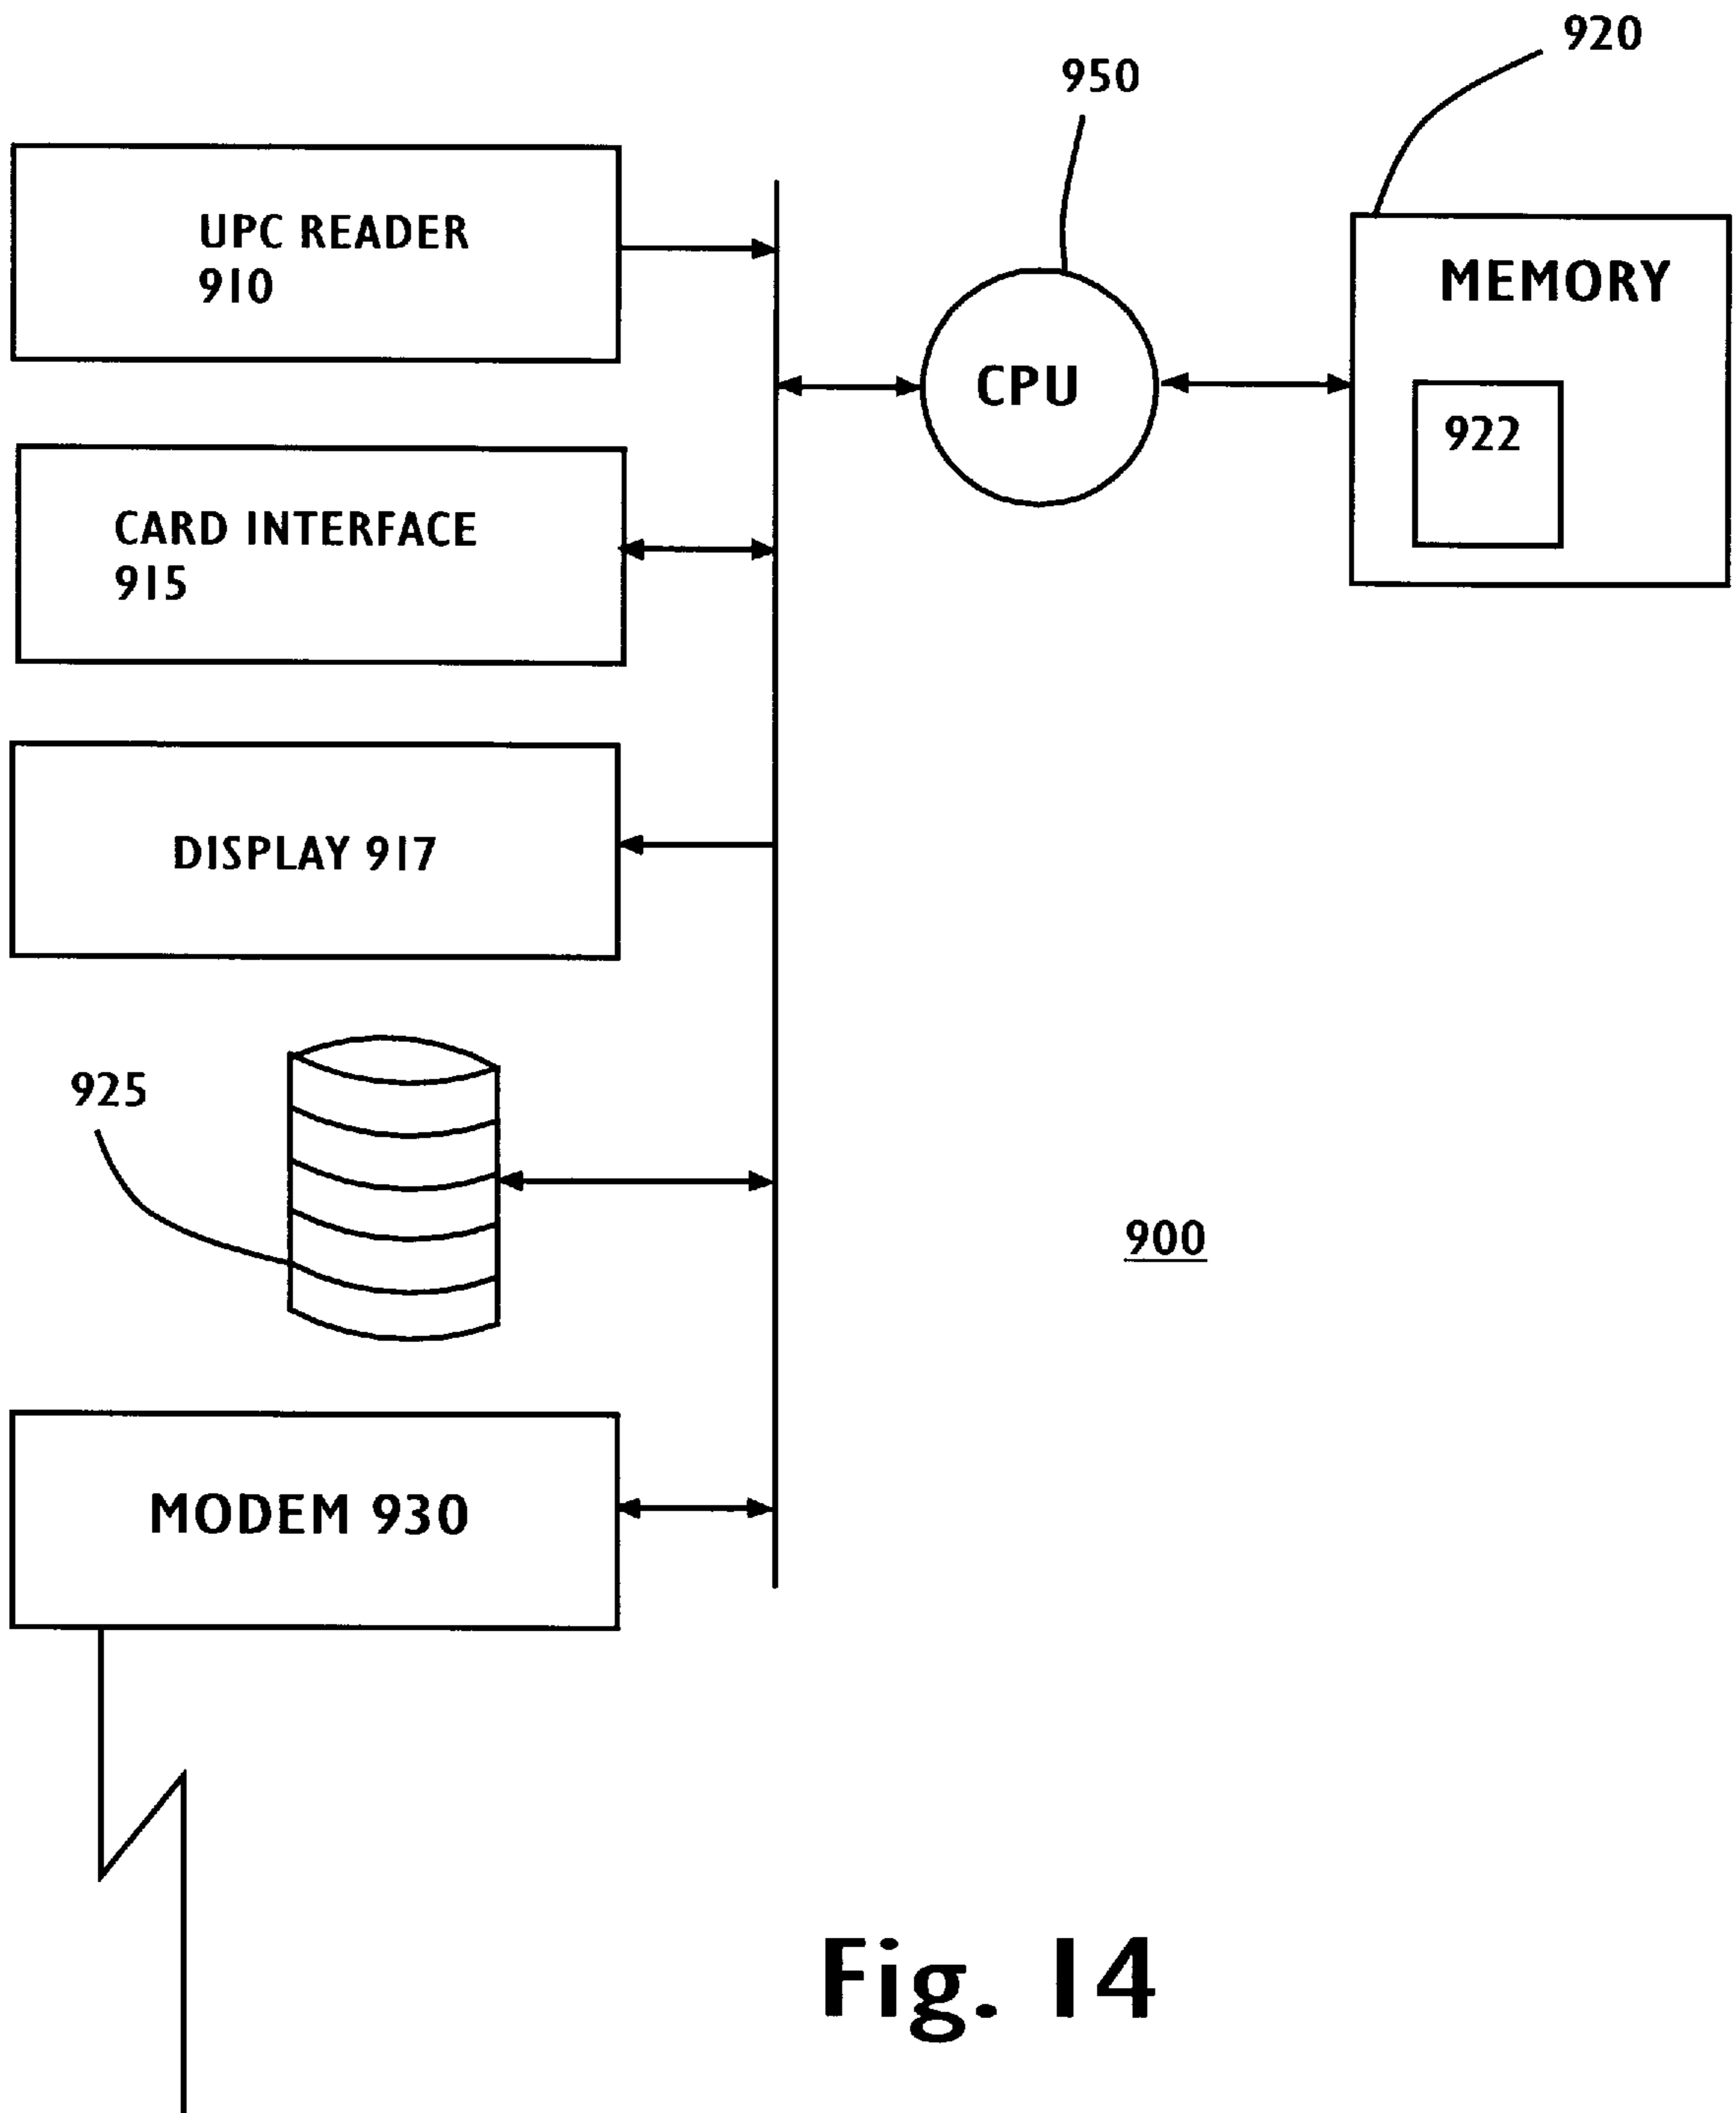 920
950
UPC READER
910
MEMORY
CPU
922
CARD INTERFACE
915
DISPLAY 917
925
900
MODEM 930
Fig. 14